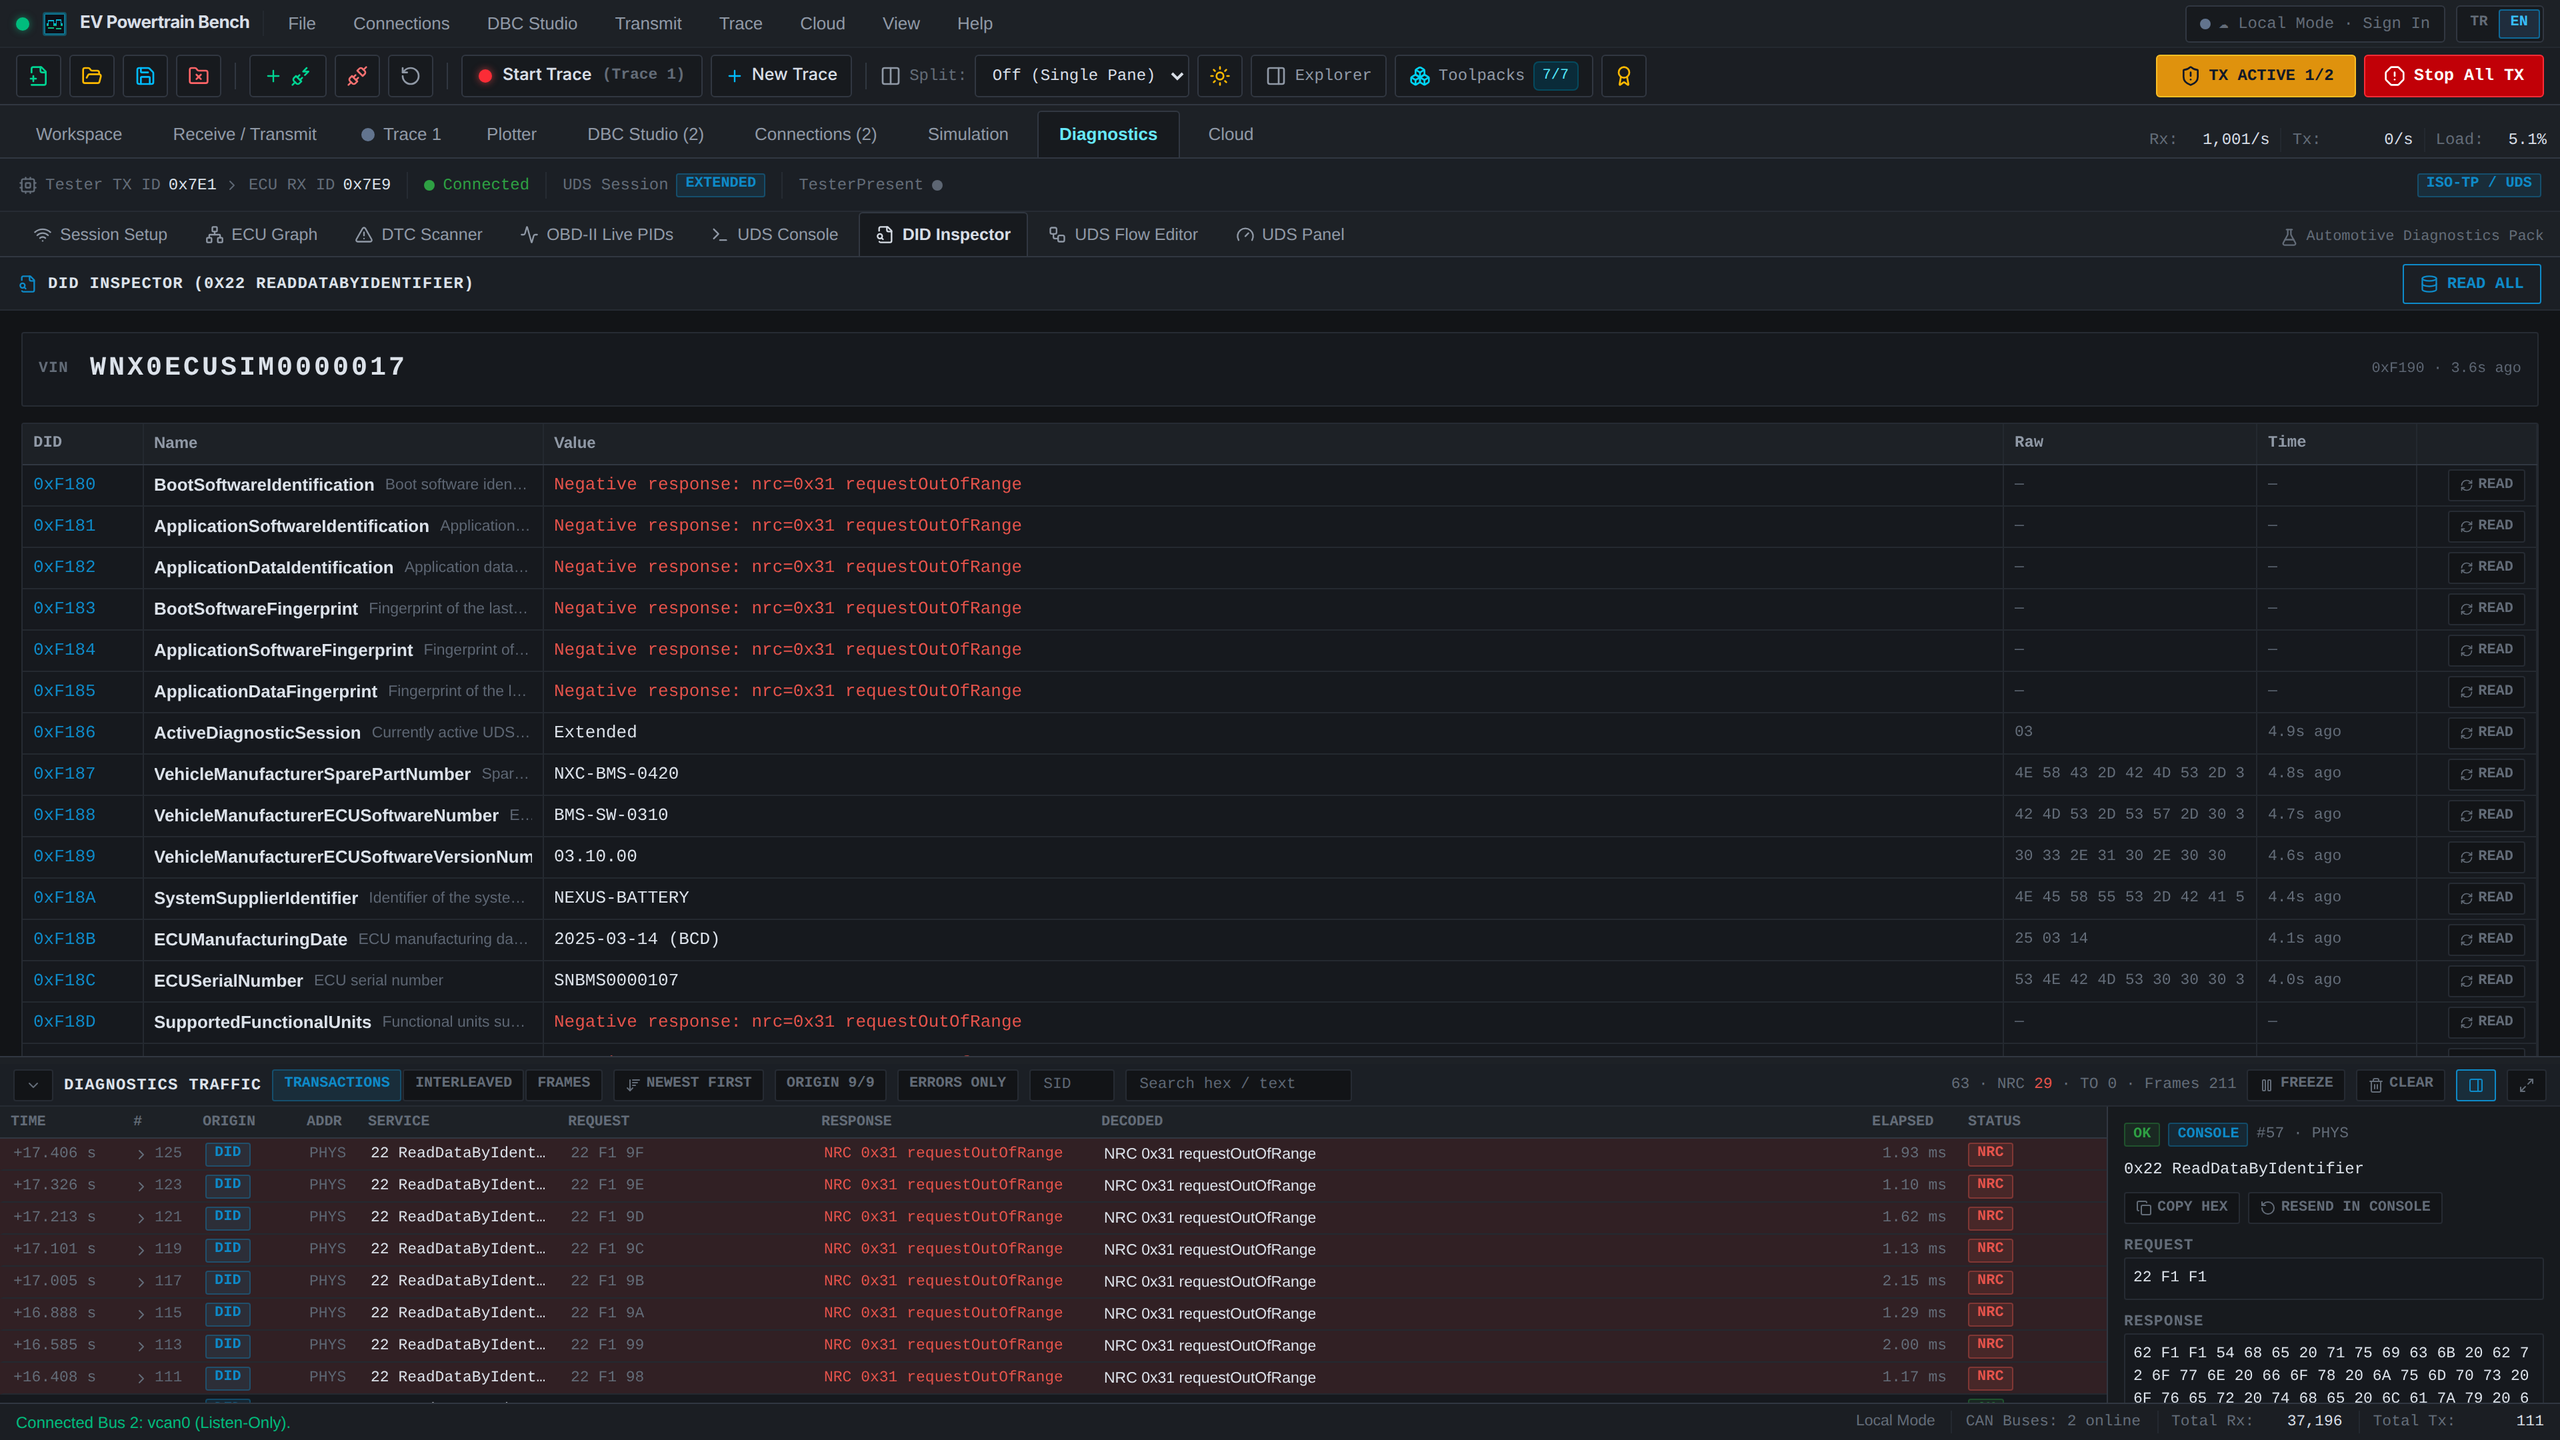 EV Powertrain Bench File Connections DBC Studio Transmit Trace Cloud View Help Local Mode · Sign In TR EN
Start Trace (Trace 1) New Trace Split: Off (Single Pane) Explorer Toolpacks 7/7 TX ACTIVE 1/2 Stop All TX
Workspace Receive / Transmit Trace 1 Plotter DBC Studio (2) Connections (2) Simulation Diagnostics Cloud Rx: 1,001/s Tx: 0/s Load: 5.1%
Tester TX ID 0x7E1 > ECU RX ID 0x7E9 Connected UDS Session EXTENDED TesterPresent ISO-TP / UDS
Session Setup ECU Graph DTC Scanner OBD-II Live PIDs UDS Console DID Inspector UDS Flow Editor UDS Panel Automotive Diagnostics Pack
DID INSPECTOR (0X22 READDATABYIDENTIFIER) READ ALL
VIN WNX0ECUSIM0000017 0xF190 · 3.6s ago
DID Name Value Raw Time
0xF180 BootSoftwareIdentification Boot software iden… Negative response: nrc=0x31 requestOutOfRange — — READ
0xF181 ApplicationSoftwareIdentification Application… Negative response: nrc=0x31 requestOutOfRange — — READ
0xF182 ApplicationDataIdentification Application data… Negative response: nrc=0x31 requestOutOfRange — — READ
0xF183 BootSoftwareFingerprint Fingerprint of the last… Negative response: nrc=0x31 requestOutOfRange — — READ
0xF184 ApplicationSoftwareFingerprint Fingerprint of… Negative response: nrc=0x31 requestOutOfRange — — READ
0xF185 ApplicationDataFingerprint Fingerprint of the l… Negative response: nrc=0x31 requestOutOfRange — — READ
0xF186 ActiveDiagnosticSession Currently active UDS… Extended 03 4.9s ago READ
0xF187 VehicleManufacturerSparePartNumber Spar… NXC-BMS-0420 4E 58 43 2D 42 4D 53 2D 3 4.8s ago READ
0xF188 VehicleManufacturerECUSoftwareNumber E… BMS-SW-0310 42 4D 53 2D 53 57 2D 30 3 4.7s ago READ
0xF189 VehicleManufacturerECUSoftwareVersionNum 03.10.00 30 33 2E 31 30 2E 30 30 4.6s ago READ
0xF18A SystemSupplierIdentifier Identifier of the syste… NEXUS-BATTERY 4E 45 58 55 53 2D 42 41 5 4.4s ago READ
0xF18B ECUManufacturingDate ECU manufacturing da… 2025-03-14 (BCD) 25 03 14 4.1s ago READ
0xF18C ECUSerialNumber ECU serial number SNBMS0000107 53 4E 42 4D 53 30 30 30 3 4.0s ago READ
0xF18D SupportedFunctionalUnits Functional units su… Negative response: nrc=0x31 requestOutOfRange — — READ
DIAGNOSTICS TRAFFIC TRANSACTIONS INTERLEAVED FRAMES NEWEST FIRST ORIGIN 9/9 ERRORS ONLY SID Search hex / text 63 · NRC 29 · TO 0 · Frames 211 FREEZE CLEAR
TIME # ORIGIN ADDR SERVICE REQUEST RESPONSE DECODED ELAPSED STATUS
+17.406 s > 125 DID PHYS 22 ReadDataByIdent… 22 F1 9F NRC 0x31 requestOutOfRange NRC 0x31 requestOutOfRange 1.93 ms NRC
+17.326 s > 123 DID PHYS 22 ReadDataByIdent… 22 F1 9E NRC 0x31 requestOutOfRange NRC 0x31 requestOutOfRange 1.10 ms NRC
+17.213 s > 121 DID PHYS 22 ReadDataByIdent… 22 F1 9D NRC 0x31 requestOutOfRange NRC 0x31 requestOutOfRange 1.62 ms NRC
+17.101 s > 119 DID PHYS 22 ReadDataByIdent… 22 F1 9C NRC 0x31 requestOutOfRange NRC 0x31 requestOutOfRange 1.13 ms NRC
+17.005 s > 117 DID PHYS 22 ReadDataByIdent… 22 F1 9B NRC 0x31 requestOutOfRange NRC 0x31 requestOutOfRange 2.15 ms NRC
+16.888 s > 115 DID PHYS 22 ReadDataByIdent… 22 F1 9A NRC 0x31 requestOutOfRange NRC 0x31 requestOutOfRange 1.29 ms NRC
+16.585 s > 113 DID PHYS 22 ReadDataByIdent… 22 F1 99 NRC 0x31 requestOutOfRange NRC 0x31 requestOutOfRange 2.00 ms NRC
+16.408 s > 111 DID PHYS 22 ReadDataByIdent… 22 F1 98 NRC 0x31 requestOutOfRange NRC 0x31 requestOutOfRange 1.17 ms NRC
OK CONSOLE #57 · PHYS
0x22 ReadDataByIdentifier
COPY HEX RESEND IN CONSOLE
REQUEST
22 F1 F1
RESPONSE
62 F1 F1 54 68 65 20 71 75 69 63 6B 20 62 7
2 6F 77 6E 20 66 6F 78 20 6A 75 6D 70 73 20
6F 76 65 72 20 74 68 65 20 6C 61 7A 79 20 6
Connected Bus 2: vcan0 (Listen-Only). Local Mode CAN Buses: 2 online Total Rx: 37,196 Total Tx: 111